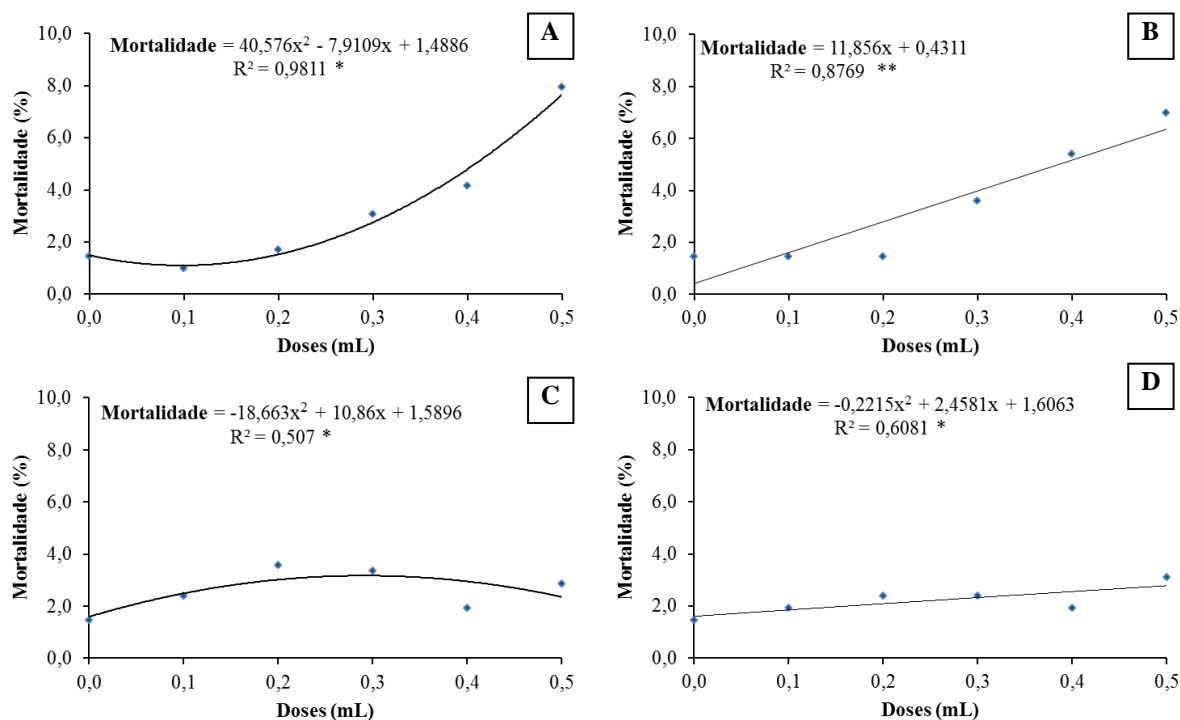 A
Mortalidade = 40,576x² - 7,9109x + 1,4886
R² = 0,9811 *
Mortalidade (%)
10,0
8,0
6,0
4,0
2,0
0,0
0,0 0,1 0,2 0,3 0,4 0,5
Doses (mL)
B
Mortalidade = 11,856x + 0,4311
R² = 0,8769 **
Mortalidade (%)
10,0
8,0
6,0
4,0
2,0
0,0
0,0 0,1 0,2 0,3 0,4 0,5
Doses (mL)
C
Mortalidade = -18,663x² + 10,86x + 1,5896
R² = 0,507 *
Mortalidade (%)
10,0
8,0
6,0
4,0
2,0
0,0
0,0 0,1 0,2 0,3 0,4 0,5
Doses (mL)
D
Mortalidade = -0,2215x² + 2,4581x + 1,6063
R² = 0,6081 *
Mortalidade (%)
10,0
8,0
6,0
4,0
2,0
0,0
0,0 0,1 0,2 0,3 0,4 0,5
Doses (mL)